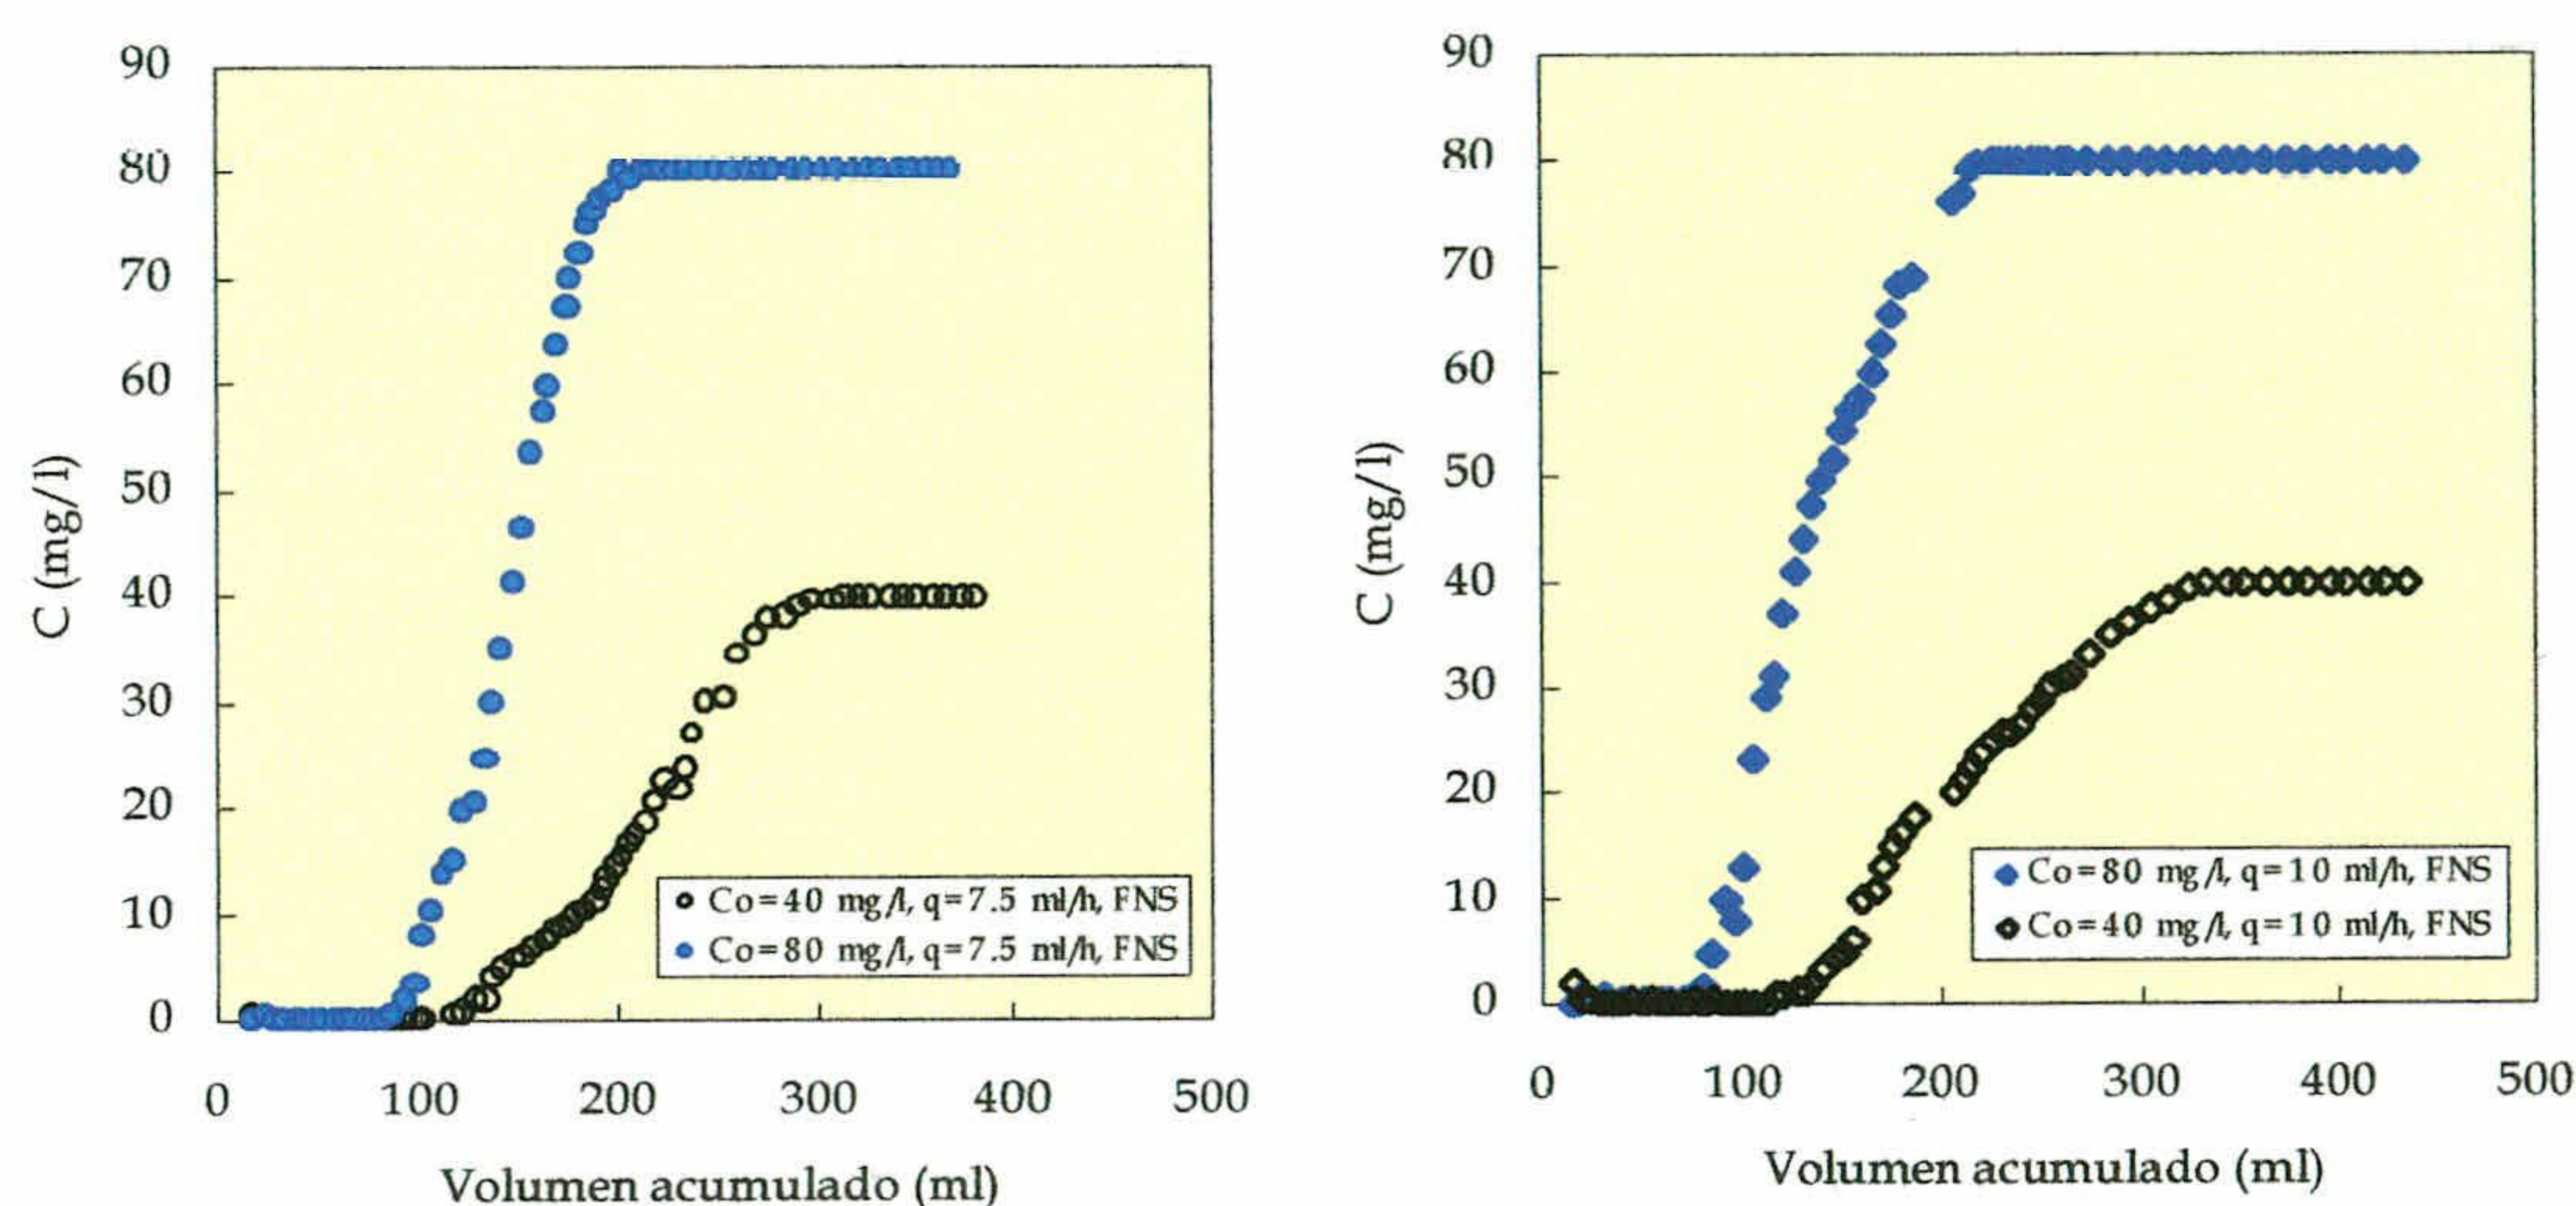 90
80
70
60
50
40
30
20
10
0
C (mg/l)
0 100 200 300 400 500
Volumen acumulado (ml)
Co=40 mg/l, q=7.5 ml/h, FNS
Co=80 mg/l, q=7.5 ml/h, FNS
90
80
70
60
50
40
30
20
10
0
C (mg/l)
0 100 200 300 400 500
Volumen acumulado (ml)
Co=80 mg/l, q=10 ml/h, FNS
Co=40 mg/l, q=10 ml/h, FNS